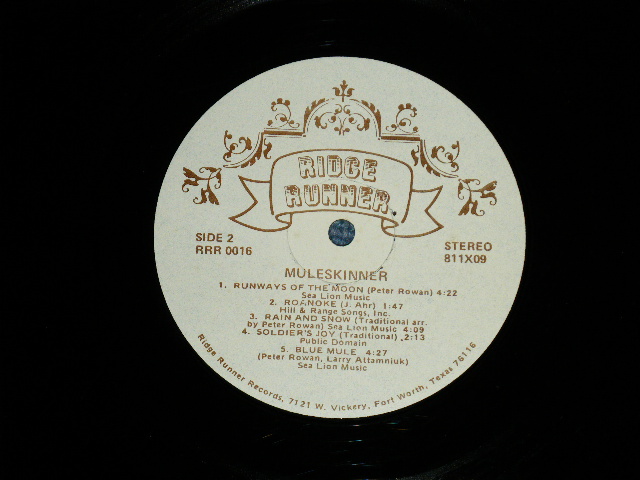 RIDGE
RUNNER
SIDE 2
RRR 0016
STEREO
811X09
MULESKINNER
1. RUNWAYS OF THE MOON (Peter Rowan) 4:22
Sea Lion Music
2. ROANOKE (J. Ahr) 1:47
Hill & Range Songs, Inc.
3. RAIN AND SNOW (Traditional arr.
by Peter Rowan) Sea Lion Music 4:09
4. SOLDIER'S JOY (Traditional) 2:13
Public Domain
5. BLUE MULE 4:27
(Peter Rowan, Larry Attamniuk)
Sea Lion Music
Ridge Runner Records, 7121 W. Vickery, Fort Worth, Texas 76116